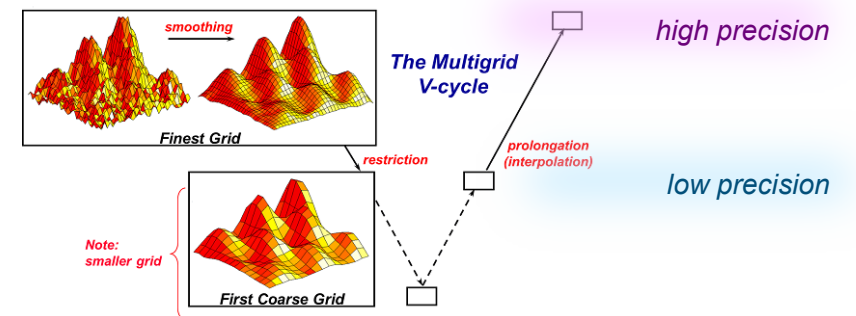 smoothing
Finest Grid
The Multigrid
V-cycle
high precision
restriction
prolongation
(interpolation)
low precision
Note:
smaller grid
First Coarse Grid